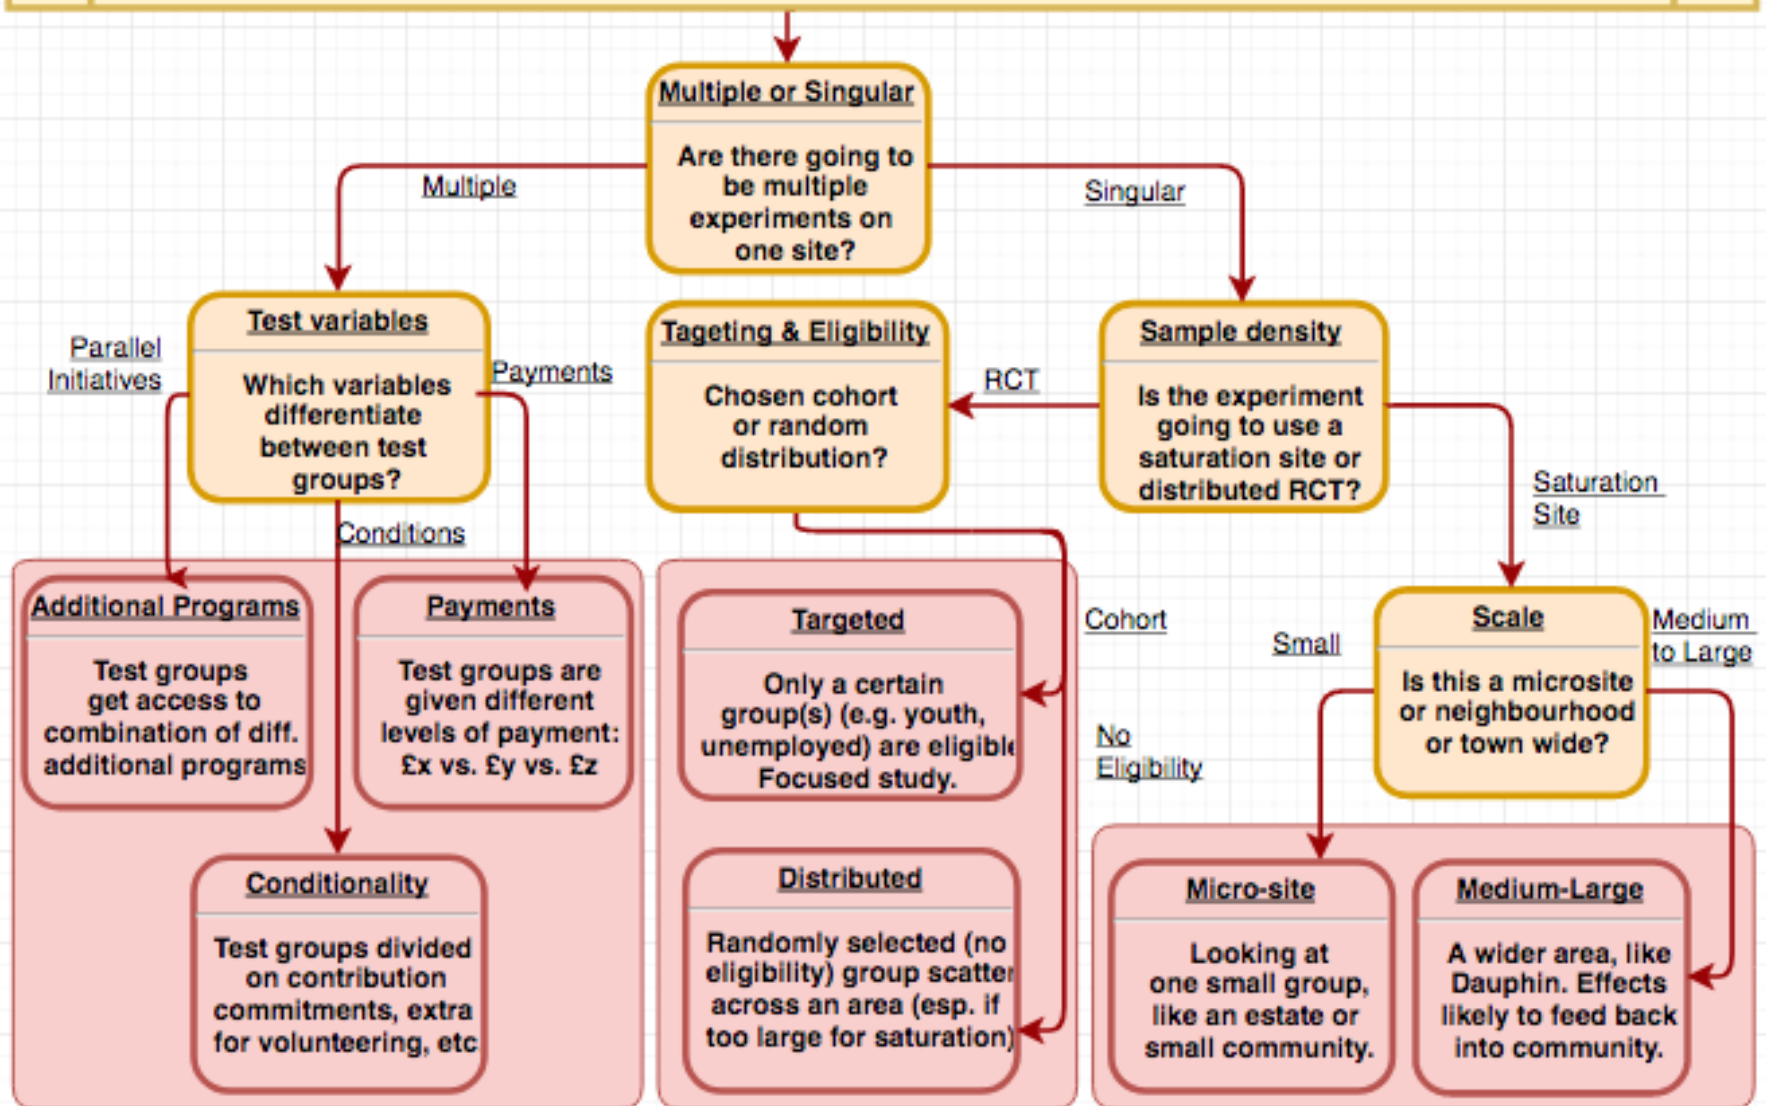 Multiple or Singular
Are there going to
be multiple
experiments on
one site?
Multiple
Singular
Test variables
Which variables
differentiate
between test
groups?
Parallel
Initiatives
Payments
Conditions
Tageting & Eligibility
Chosen cohort
or random
distribution?
RCT
Sample density
Is the experiment
going to use a
saturation site or
distributed RCT?
Saturation
Site
Additional Programs
Test groups
get access to
combination of diff.
additional programs
Payments
Test groups are
given different
levels of payment:
£x vs. £y vs. £z
Conditionality
Test groups divided
on contribution
commitments, extra
for volunteering, etc
Targeted
Only a certain
group(s) (e.g. youth,
unemployed) are eligible
Focused study.
Cohort
No
Eligibility
Distributed
Randomly selected (no
eligibility) group scatter
across an area (esp. if
too large for saturation)
Scale
Is this a microsite
or neighbourhood
or town wide?
Small
Medium
to Large
Micro-site
Looking at
one small group,
like an estate or
small community.
Medium-Large
A wider area, like
Dauphin. Effects
likely to feed back
into community.